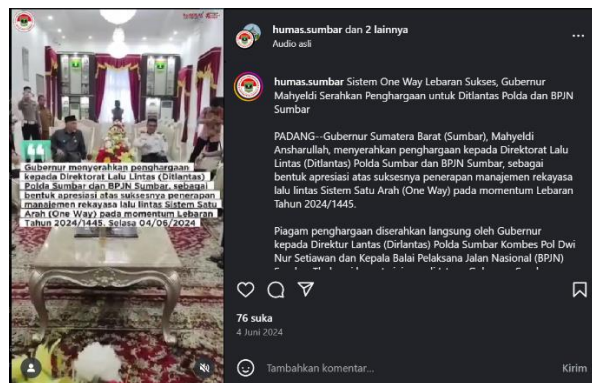 Gubernur menyerahkan penghargaan
kepada Direktorat Lalu Lintas (Ditlantas)
Polda Sumbar dan BPJN Sumbar, sebagai
bentuk apresiasi atas suksesnya penerapan
manajemen rekayasa lalu lintas Sistem Satu
Arah (One Way) pada momentum Lebaran
Tahun 2024/1445. Selasa 04/06/2024
humas.sumbar dan 2 lainnya
Audio asli
humas.sumbar Sistem One Way Lebaran Sukses, Gubernur
Mahyeldi Serahkan Penghargaan untuk Ditlantas Polda dan BPJN
Sumbar
PADANG--Gubernur Sumatera Barat (Sumbar), Mahyeldi
Ansharullah, menyerahkan penghargaan kepada Direktorat Lalu
Lintas (Ditlantas) Polda Sumbar dan BPJN Sumbar, sebagai
bentuk apresiasi atas suksesnya penerapan manajemen rekayasa
lalu lintas Sistem Satu Arah (One Way) pada momentum Lebaran
Tahun 2024/1445.
Piagam penghargaan diserahkan langsung oleh Gubernur
kepada Direktur Lantas (Dirlantas) Polda Sumbar Kombes Pol Dwi
Nur Setiawan dan Kepala Balai Pelaksana Jalan Nasional (BPJN)
76 suka
4 Juni 2024
Tambahkan komentar...
Kirim